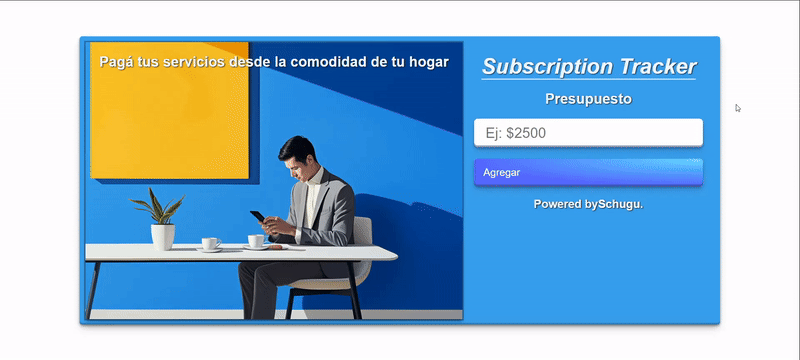 Pagá tus servicios desde la comodidad de tu hogar
Subscription Tracker
Presupuesto
Ej: $2500
Agregar
Powered bySchugu.